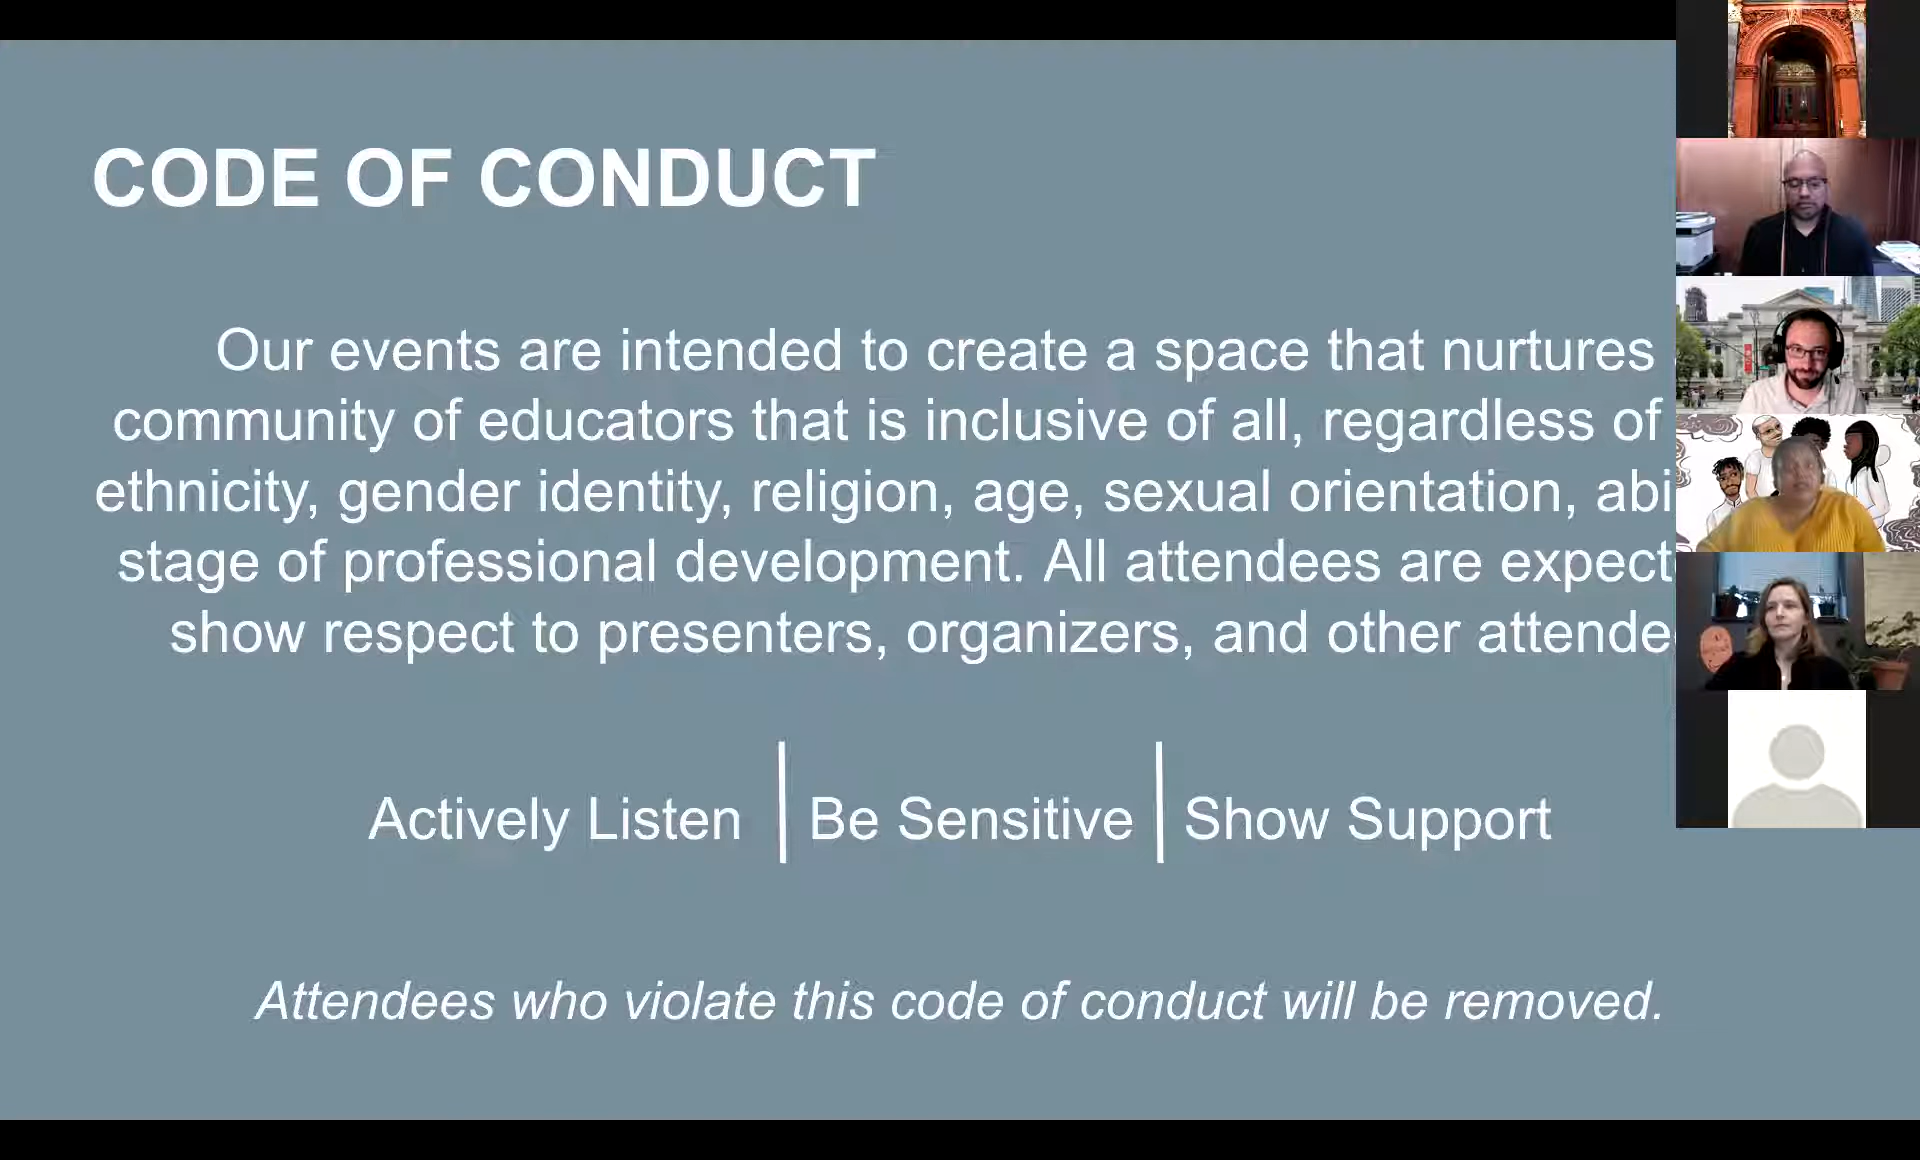 CODE OF CONDUCT
Our events are intended to create a space that nurtures
community of educators that is inclusive of all, regardless of
ethnicity, gender identity, religion, age, sexual orientation,
stage of professional development. All attendees are
show respect to presenters, organizers, and other
Actively Listen | Be Sensitive | Show Support
Attendees who violate this code of conduct will be removed.